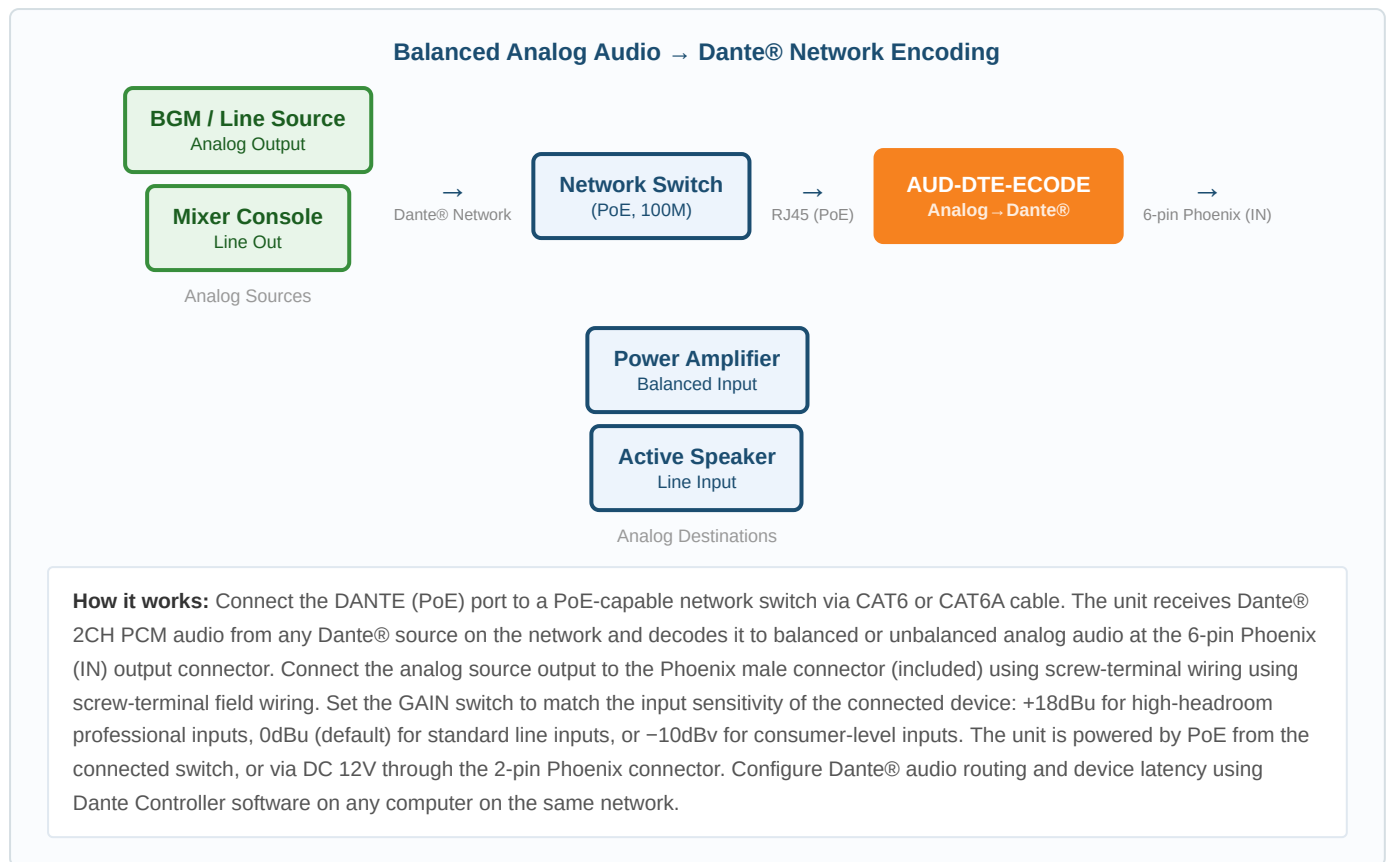 Balanced Analog Audio → Dante® Network Encoding
BGM / Line Source
Analog Output
Mixer Console
Line Out
Analog Sources
→
Dante® Network
Network Switch
(PoE, 100M)
→
RJ45 (PoE)
AUD-DTE-ECODE
Analog→Dante®
→
6-pin Phoenix (IN)
Power Amplifier
Balanced Input
Active Speaker
Line Input
Analog Destinations
How it works: Connect the DANTE (PoE) port to a PoE-capable network switch via CAT6 or CAT6A cable. The unit receives Dante®
2CH PCM audio from any Dante® source on the network and decodes it to balanced or unbalanced analog audio at the 6-pin Phoenix
(IN) output connector. Connect the analog source output to the Phoenix male connector (included) using screw-terminal wiring using
screw-terminal field wiring. Set the GAIN switch to match the input sensitivity of the connected device: +18dBu for high-headroom
professional inputs, 0dBu (default) for standard line inputs, or −10dBv for consumer-level inputs. The unit is powered by PoE from the
connected switch, or via DC 12V through the 2-pin Phoenix connector. Configure Dante® audio routing and device latency using
Dante Controller software on any computer on the same network.